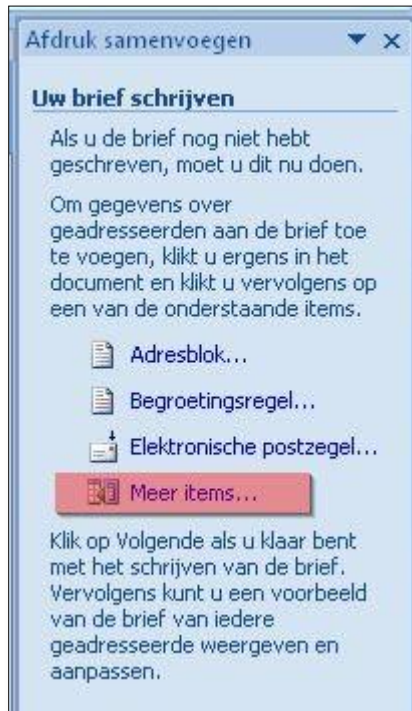 Afdruk samenvoegen
Uw brief schrijven
Als u de brief nog niet hebt
geschreven, moet u dit nu doen.
Om gegevens over
geadresseerden aan de brief toe
te voegen, klikt u ergens in het
document en klikt u vervolgens op
een van de onderstaande items.
Adresblok...
Begroetingsregel...
Elektronische postzegel...
Meer items...
Klik op Volgende als u klaar bent
met het schrijven van de brief.
Vervolgens kunt u een voorbeeld
van de brief van iedere
geadresseerde weergeven en
aanpassen.